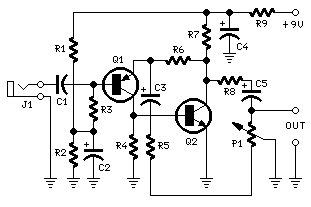 R9
+9V
R1
R7
C4
Q1
R6
R8
C5
C1
C3
J1
R3
Q2
P1
OUT
R2
C2
R4
R5
+
+
+
+